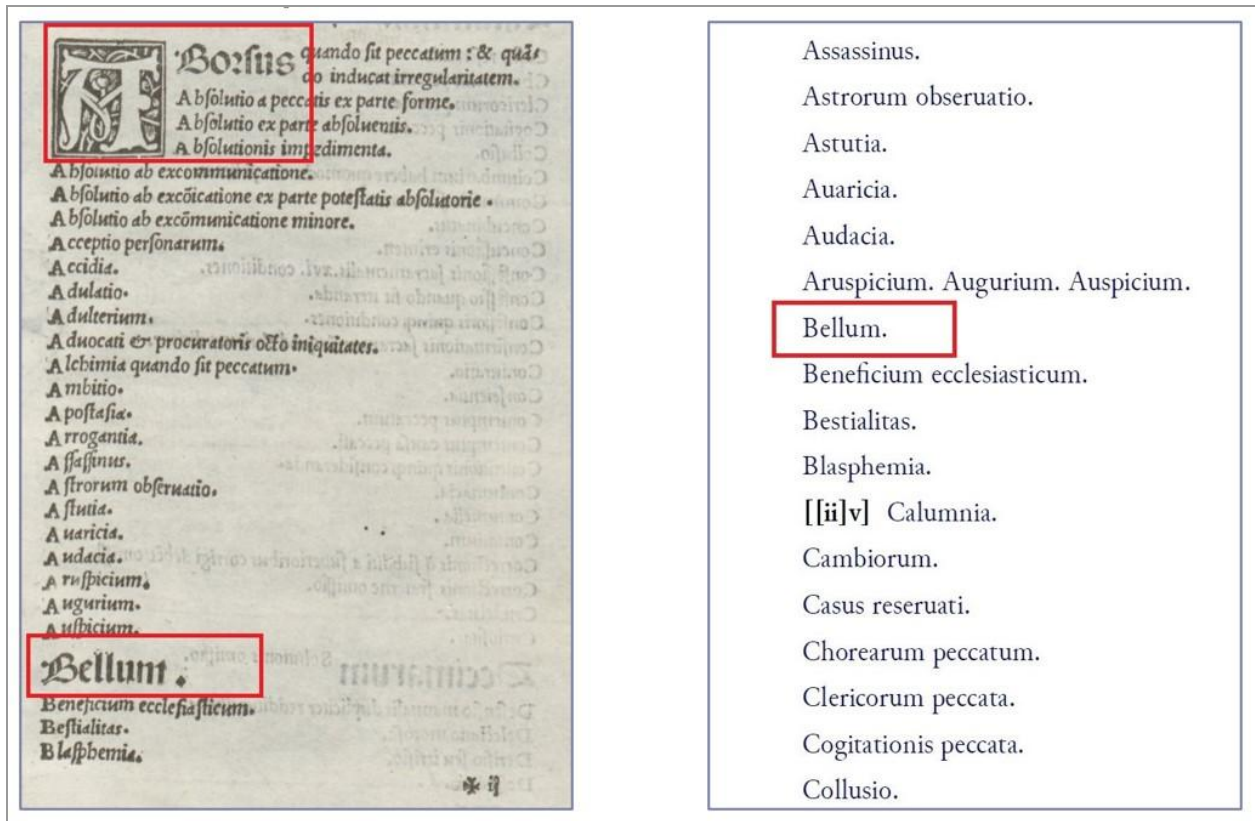 ABorſus quando ſit peccatum : & quā-
do inducat irregularitatem.
Abſolutio a peccatis ex parte forme.
Abſolutio ex parte abſoluentis.
Abſolutionis impedimenta.
Abſolutio ab excommunicatione.
Abſolutio ab excōicatione ex parte poteſtatis abſolutorie .
Abſolutio ab excōmunicatione minore.
Acceptio perſonarum.
Accidia.
Adulatio.
Adulterium.
Aduocati & procuratoris octo iniquitates.
Alchimia quando ſit peccatum.
Ambitio.
Apoſtaſia.
Arrogantia.
Aſſaſſinus.
Aſtrorum obſeruatio.
Aſtutia.
Auaricia.
Audacia.
Aruſpicium.
Augurium.
Auſpicium.
Bellum .
Beneficium eccleſiaſticum.
Beſtialitas.
Blaſphemia.
✠ ij
Assassinus.
Astrorum obseruatio.
Astutia.
Auaricia.
Audacia.
Aruspicium. Augurium. Auspicium.
Bellum.
Beneficium ecclesiasticum.
Bestialitas.
Blasphemia.
[[ii]v] Calumnia.
Cambiorum.
Casus reseruati.
Chorearum peccatum.
Clericorum peccata.
Cogitationis peccata.
Collusio.